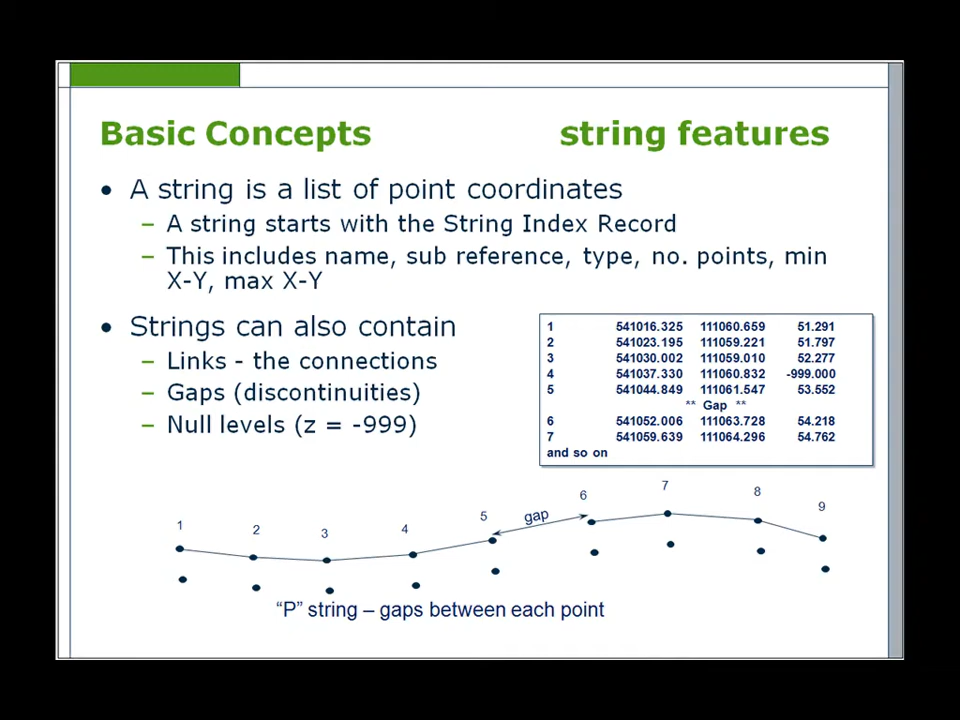 Basic Concepts string features
• A string is a list of point coordinates
– A string starts with the String Index Record
– This includes name, sub reference, type, no. points, min
X-Y, max X-Y
• Strings can also contain
– Links - the connections
– Gaps (discontinuities)
– Null levels (z = -999)
1 541016.325 111060.659 51.291
2 541023.195 111059.221 51.797
3 541030.002 111059.010 52.277
4 541037.330 111060.832 -999.000
5 541044.849 111061.547 53.552
** Gap **
6 541052.006 111063.728 54.218
7 541059.639 111064.296 54.762
and so on
1 2 3 4 5 gap 6 7 8 9
“P” string – gaps between each point